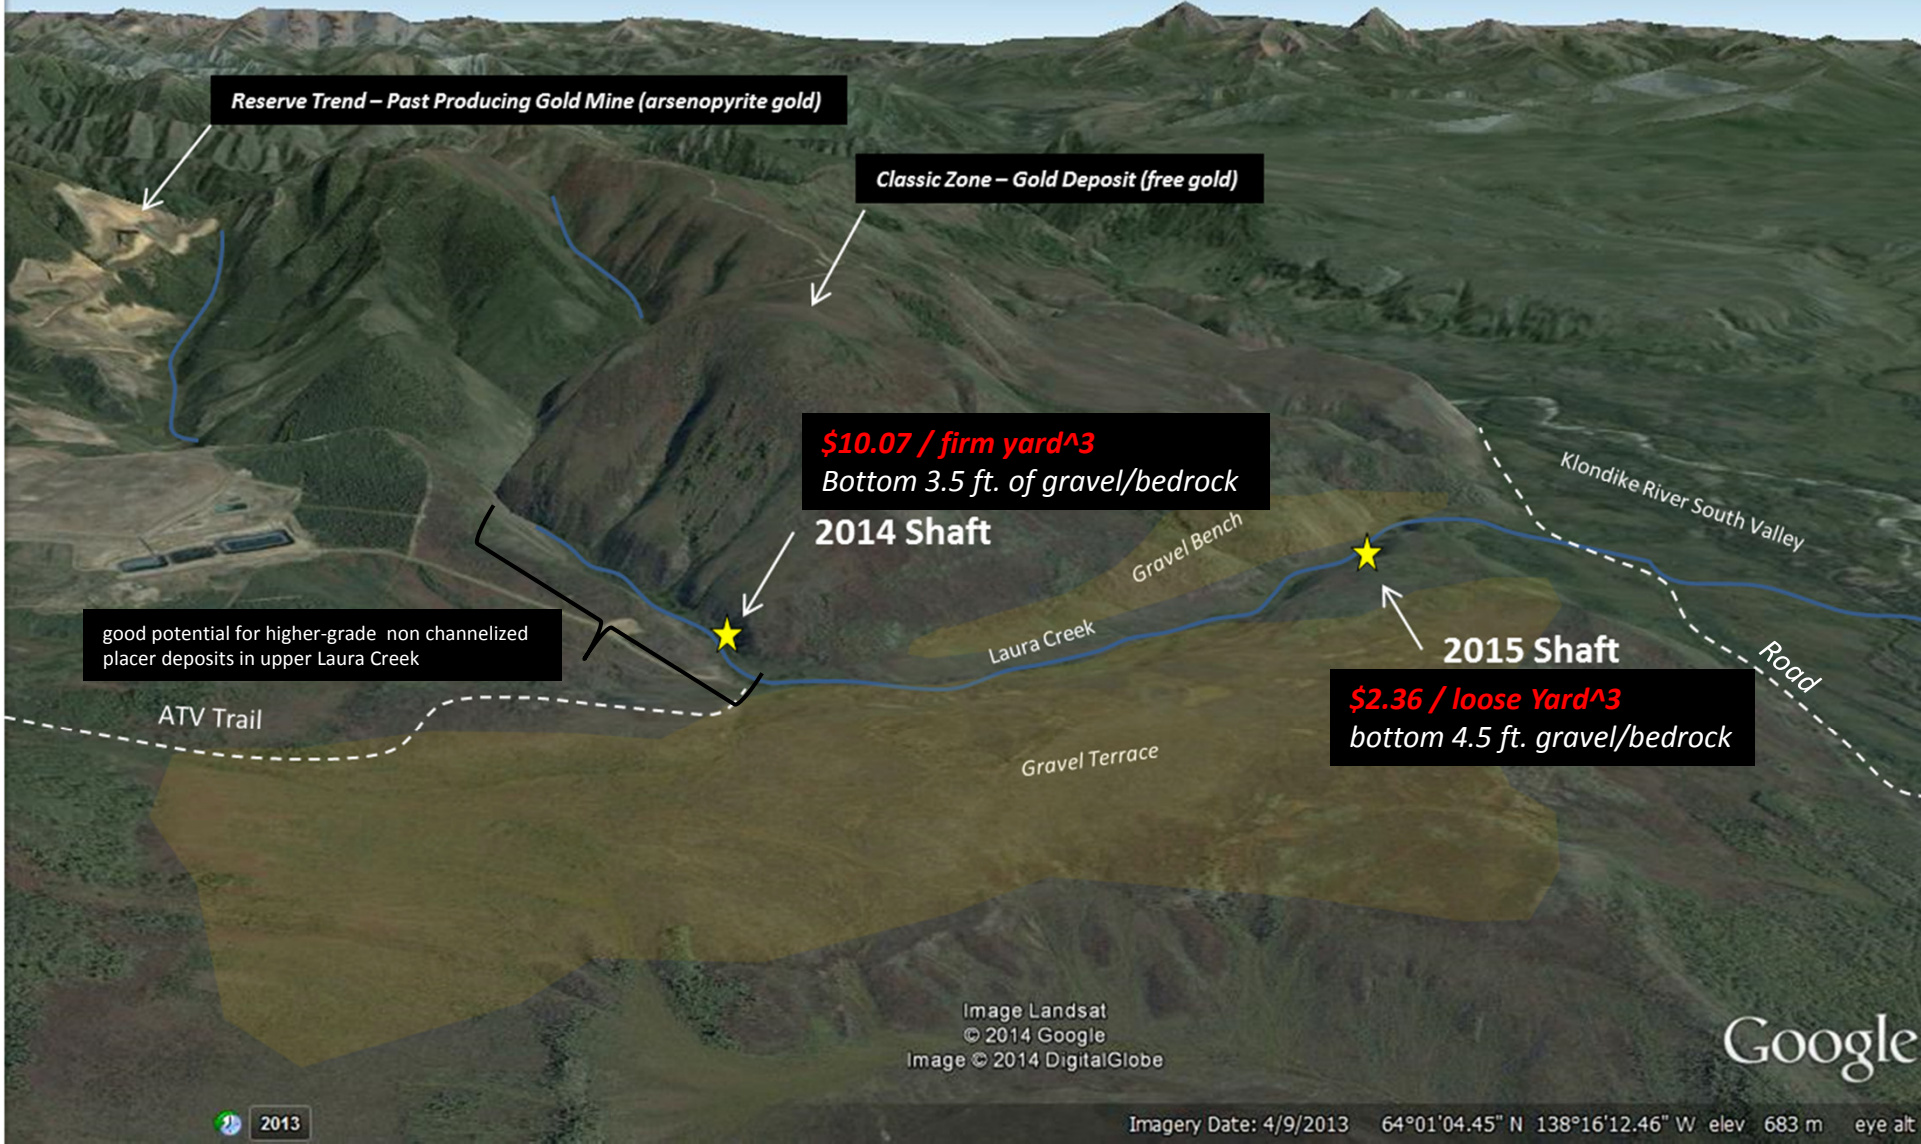 Reserve Trend – Past Producing Gold Mine (arsenopyrite gold)
Classic Zone – Gold Deposit (free gold)
$10.07 / firm yard^3
Bottom 3.5 ft. of gravel/bedrock
2014 Shaft
Klondike River South Valley
Gravel Bench
Laura Creek
good potential for higher-grade non channelized
placer deposits in upper Laura Creek
2015 Shaft
$2.36 / loose Yard^3
bottom 4.5 ft. gravel/bedrock
Road
ATV Trail
Gravel Terrace
Image Landsat
© 2014 Google
Image © 2014 DigitalGlobe
Google
2013
Imagery Date: 4/9/2013 64°01'04.45" N 138°16'12.46" W elev 683 m eye alt